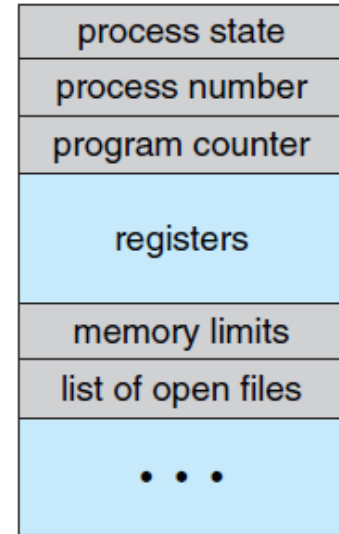 process state
process number
program counter
registers
memory limits
list of open files
• • •